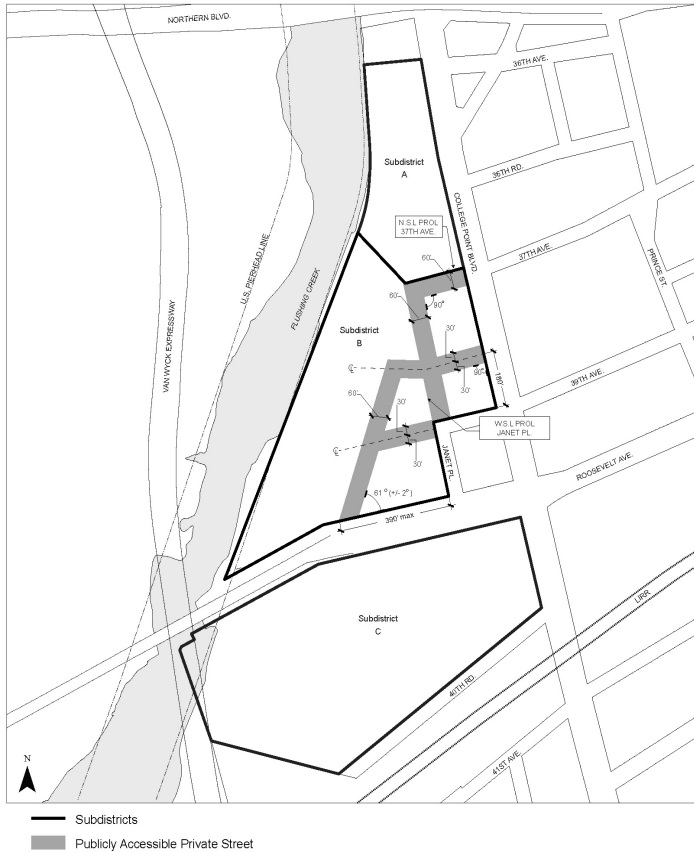 NORTHERN BLVD.
36TH AVE.
Subdistrict
A
36TH RD.
COLLEGE POINT BLVD.
N.S.L PROL
37TH AVE.
37TH AVE.
PRINCE ST.
U.S. PIERHEAD LINE
FLUSHING CREEK
VAN WYCK EXPRESSWAY
60'
60'
90°
Subdistrict
B
30'
30'
90°
180'
39TH AVE.
60'
30'
30'
W.S.L PROL
JANET PL
JANET PL.
ROOSEVELT AVE.
61° (+/- 2°)
390' max
Subdistrict
C
LIRR
40TH RD.
41ST AVE.
N
Subdistricts
Publicly Accessible Private Street